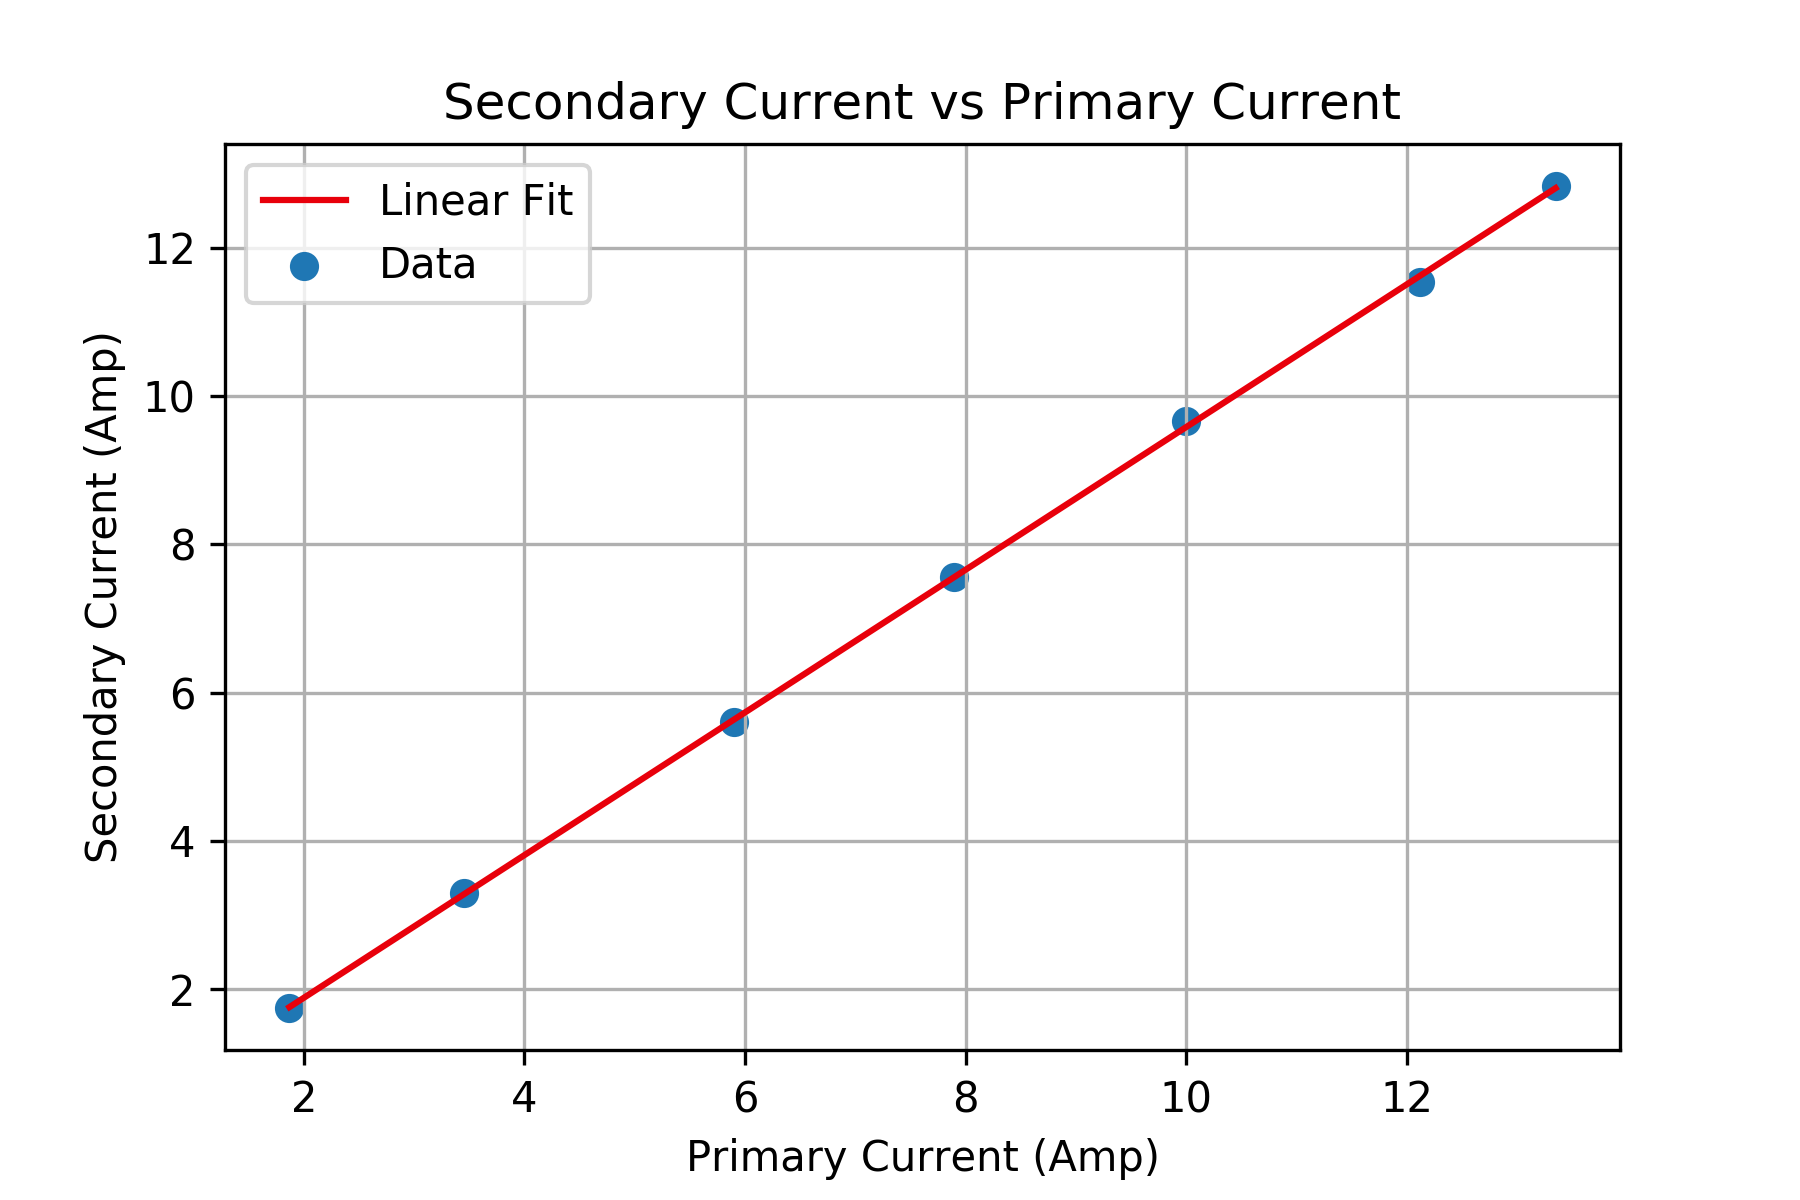 Secondary Current vs Primary Current
Linear Fit
Data
12
10
8
6
4
2
Secondary Current (Amp)
2 4 6 8 10 12
Primary Current (Amp)